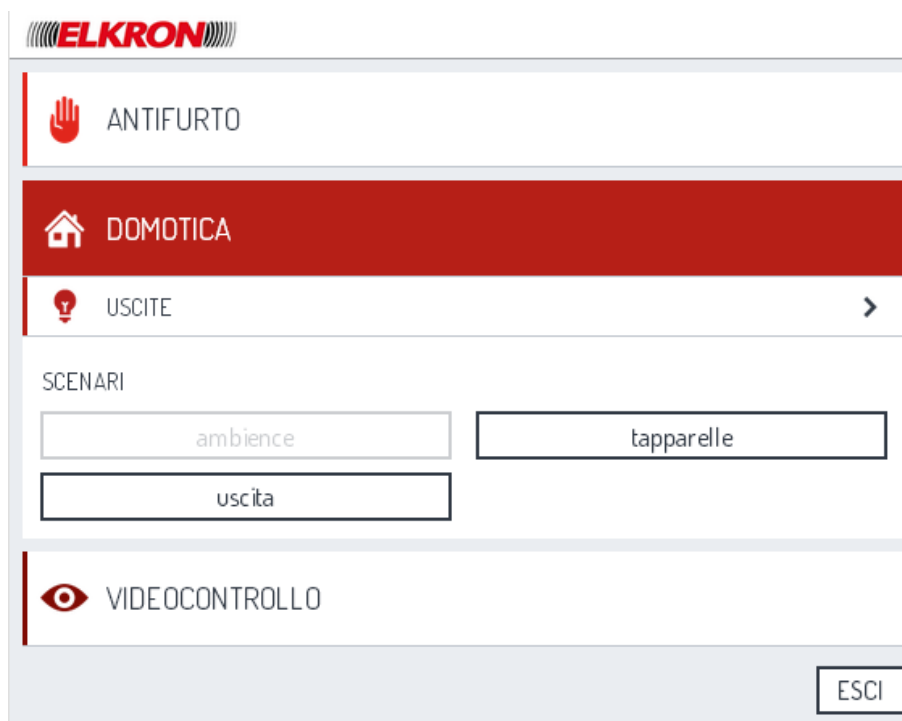 ELKRON
ANTIFURTO
DOMOTICA
USCITE
SCENARI
ambience
tapparelle
uscita
VIDEOCONTROLLO
ESCI